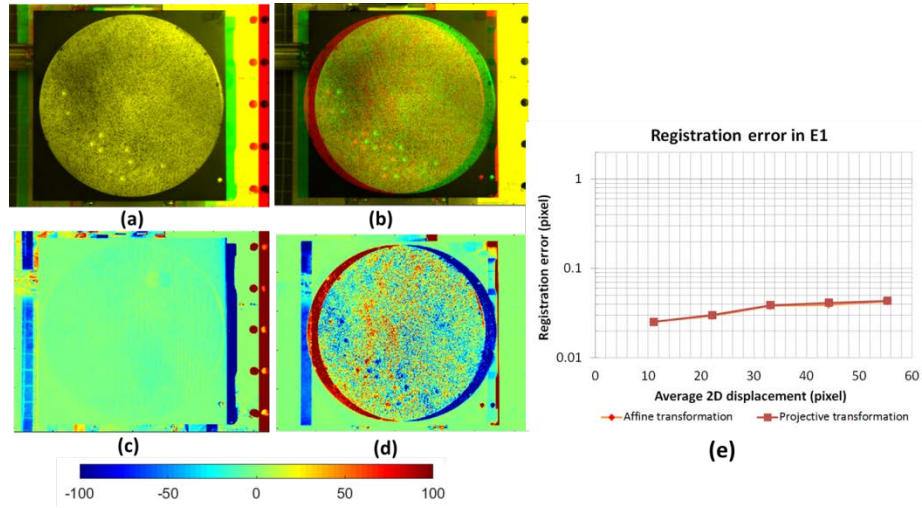 (a)
(b)
(c)
(d)
-100
-50
0
50
100
Registration error in E1
Registration error (pixel)
1
0.1
0.01
0
10
20
30
40
50
60
Average 2D displacement (pixel)
Affine transformation
Projective transformation
(e)